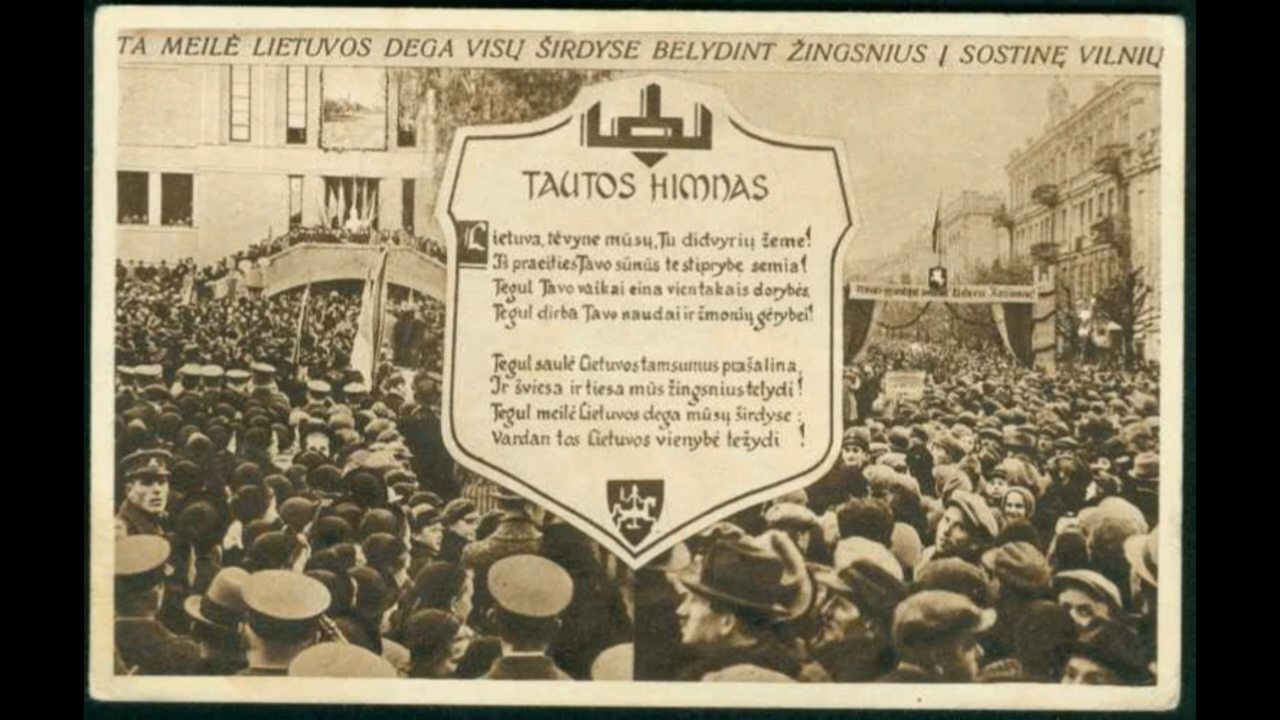 TA MEILĖ LIETUVOS DEGA VISŲ ŠIRDYSE BELYDINT ŽINGSNIUS Į SOSTINĘ VILNIŲ
TAUTOS HIMNAS
Lietuva, tėvyne mūsų, Tu didvyrių žeme!
Iš praeities Tavo sūnūs te stiprybę semia!
Tegul Tavo vaikai eina vien takais dorybės,
Tegul dirba Tavo naudai ir žmonių gėrybei!
Tegul saulė Lietuvos tamsumus prašalina,
Ir šviesa ir tiesa mūs žingsnius telydi!
Tegul meilė Lietuvos dega mūsų širdyse:
Vardan tos Lietuvos vienybė težydi !